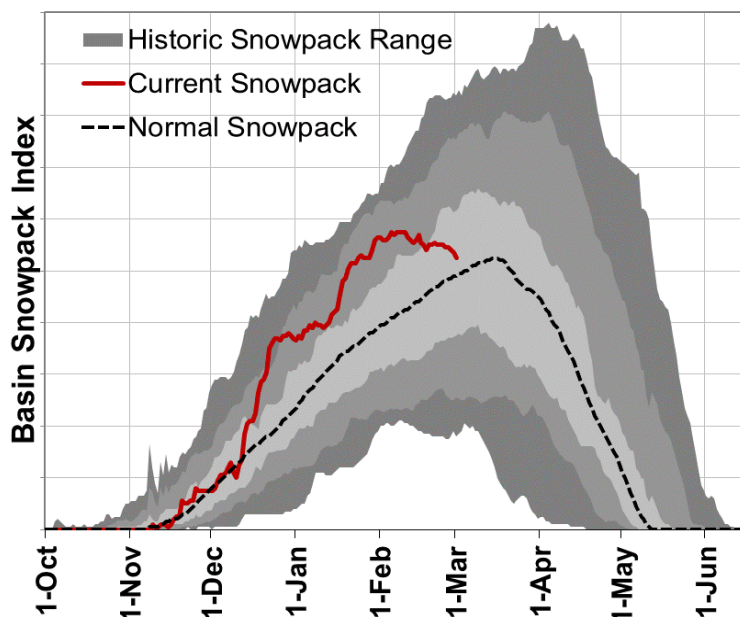 Historic Snowpack Range
Current Snowpack
Normal Snowpack
Basin Snowpack Index
1-Oct
1-Nov
1-Dec
1-Jan
1-Feb
1-Mar
1-Apr
1-May
1-Jun